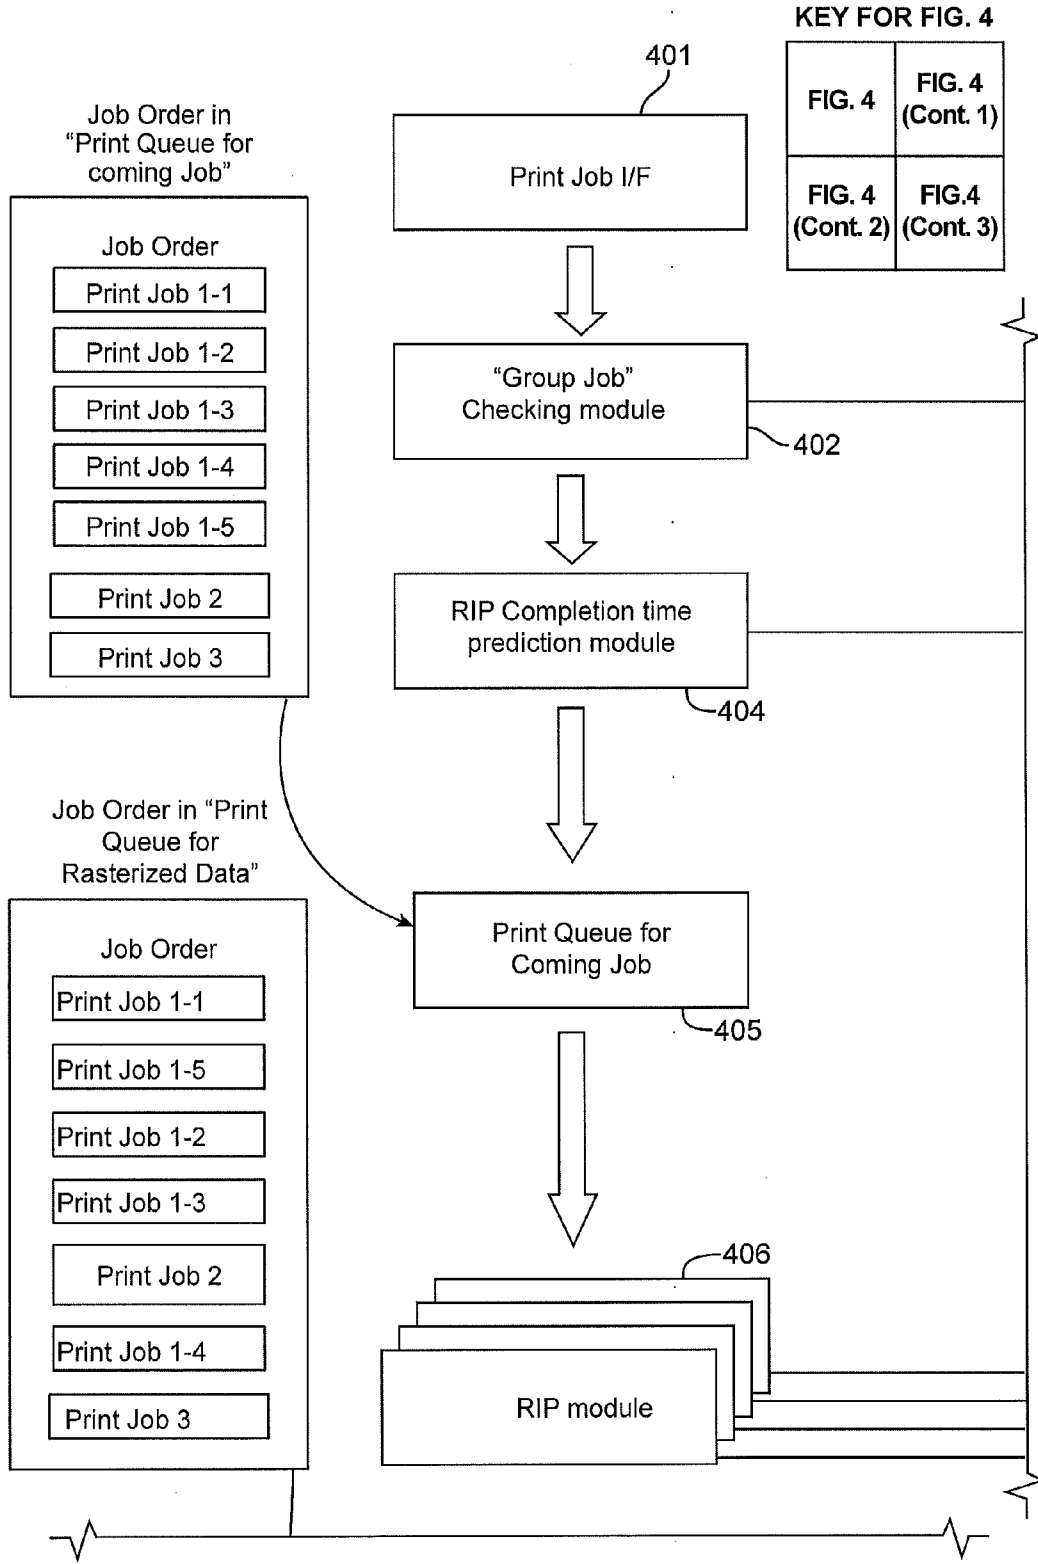 KEY FOR FIG. 4
FIG. 4
FIG. 4
(Cont. 1)
FIG. 4
(Cont. 2)
FIG.4
(Cont. 3)
401
Print Job I/F
Job Order in
“Print Queue for
coming Job”
Job Order
Print Job 1-1
Print Job 1-2
Print Job 1-3
Print Job 1-4
Print Job 1-5
Print Job 2
Print Job 3
“Group Job”
Checking module
402
RIP Completion time
prediction module
404
Job Order in “Print
Queue for
Rasterized Data”
Job Order
Print Job 1-1
Print Job 1-5
Print Job 1-2
Print Job 1-3
Print Job 2
Print Job 1-4
Print Job 3
Print Queue for
Coming Job
405
406
RIP module